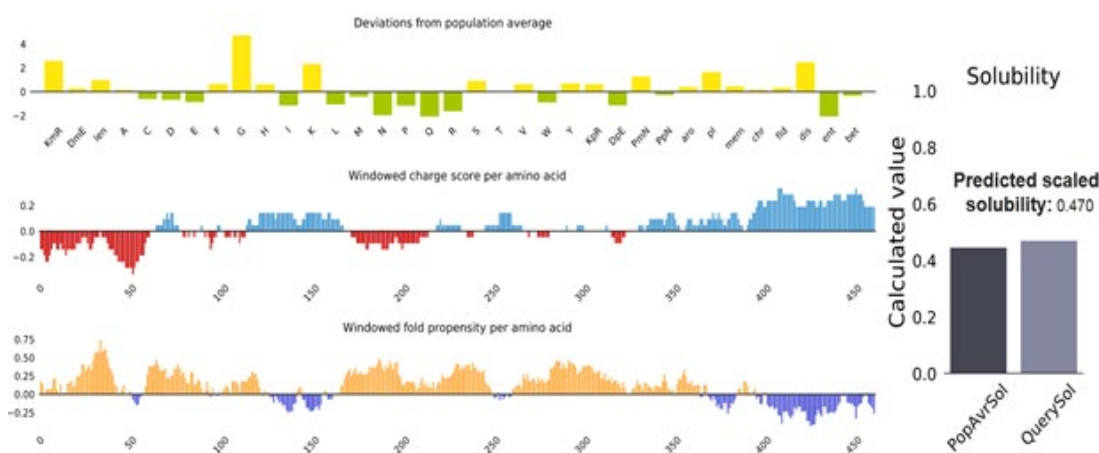 Deviations from population average
4
2
0
−2
KmR DmE len A C D E F G H I K L M N P Q R S T V W Y KpR DpE PmN PpN aro pI mem chr fld dis ent bet
Windowed charge score per amino acid
0.2
0.0
−0.2
0 50 100 150 200 250 300 350 400 450
Windowed fold propensity per amino acid
0.75
0.50
0.25
0.00
−0.25
0 50 100 150 200 250 300 350 400 450
Solubility
Calculated value
1.0
0.8
0.6
0.4
0.2
0.0
Predicted scaled
solubility: 0.470
PopAvrSol QuerySol